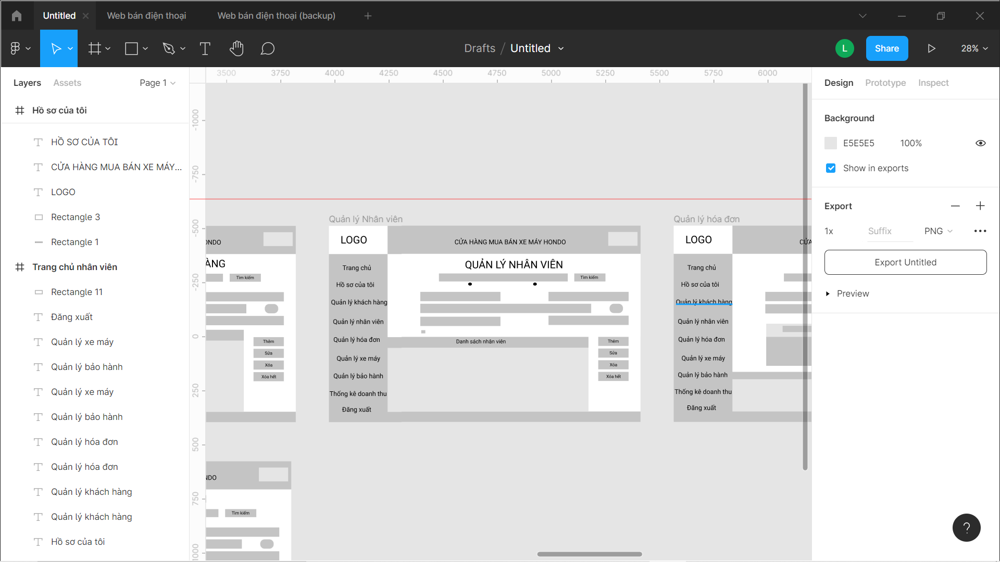 Untitled
Web bán điện thoại
Web bán điện thoại (backup)
Drafts / Untitled
L
Share
28%
Layers
Assets
Page 1
Hồ sơ của tôi
HỒ SƠ CỦA TÔI
CỬA HÀNG MUA BÁN XE MÁY...
LOGO
Rectangle 3
Rectangle 1
Trang chủ nhân viên
Rectangle 11
Đăng xuất
Quản lý xe máy
Quản lý bảo hành
Quản lý xe máy
Quản lý bảo hành
Quản lý hóa đơn
Quản lý hóa đơn
Quản lý khách hàng
Quản lý khách hàng
Hồ sơ của tôi
3500 3750 4000 4250 4500 4750 5000 5250 5500 5750 6000
-1000
-750
-500
-250
0
250
500
750
1000
ONDO
ÀNG
Tìm kiếm
Thêm
Sửa
Xóa
Xóa hết
Quản lý Nhân viên
LOGO
CỬA HÀNG MUA BÁN XE MÁY HONDO
QUẢN LÝ NHÂN VIÊN
Tìm kiếm
Trang chủ
Hồ sơ của tôi
Quản lý khách hàng
Quản lý nhân viên
Quản lý hóa đơn
Quản lý xe máy
Quản lý bảo hành
Thống kê doanh thu
Đăng xuất
Danh sách nhân viên
Thêm
Sửa
Xóa
Xóa hết
Quản lý hóa đơn
LOGO
CỬA
Trang chủ
Hồ sơ của tôi
Quản lý khách hàng
Quản lý nhân viên
Quản lý hóa đơn
Quản lý xe máy
Quản lý bảo hành
Thống kê doanh thu
Đăng xuất
NDO
Tìm kiếm
Design
Prototype
Inspect
Background
E5E5E5
100%
Show in exports
Export
1x
Suffix
PNG
Export Untitled
Preview
?